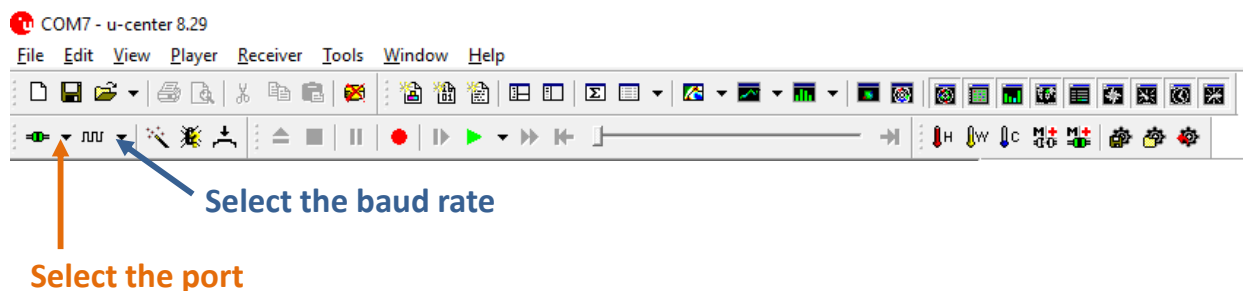 COM7 - u-center 8.29
File Edit View Player Receiver Tools Window Help
H W C
Select the baud rate
Select the port